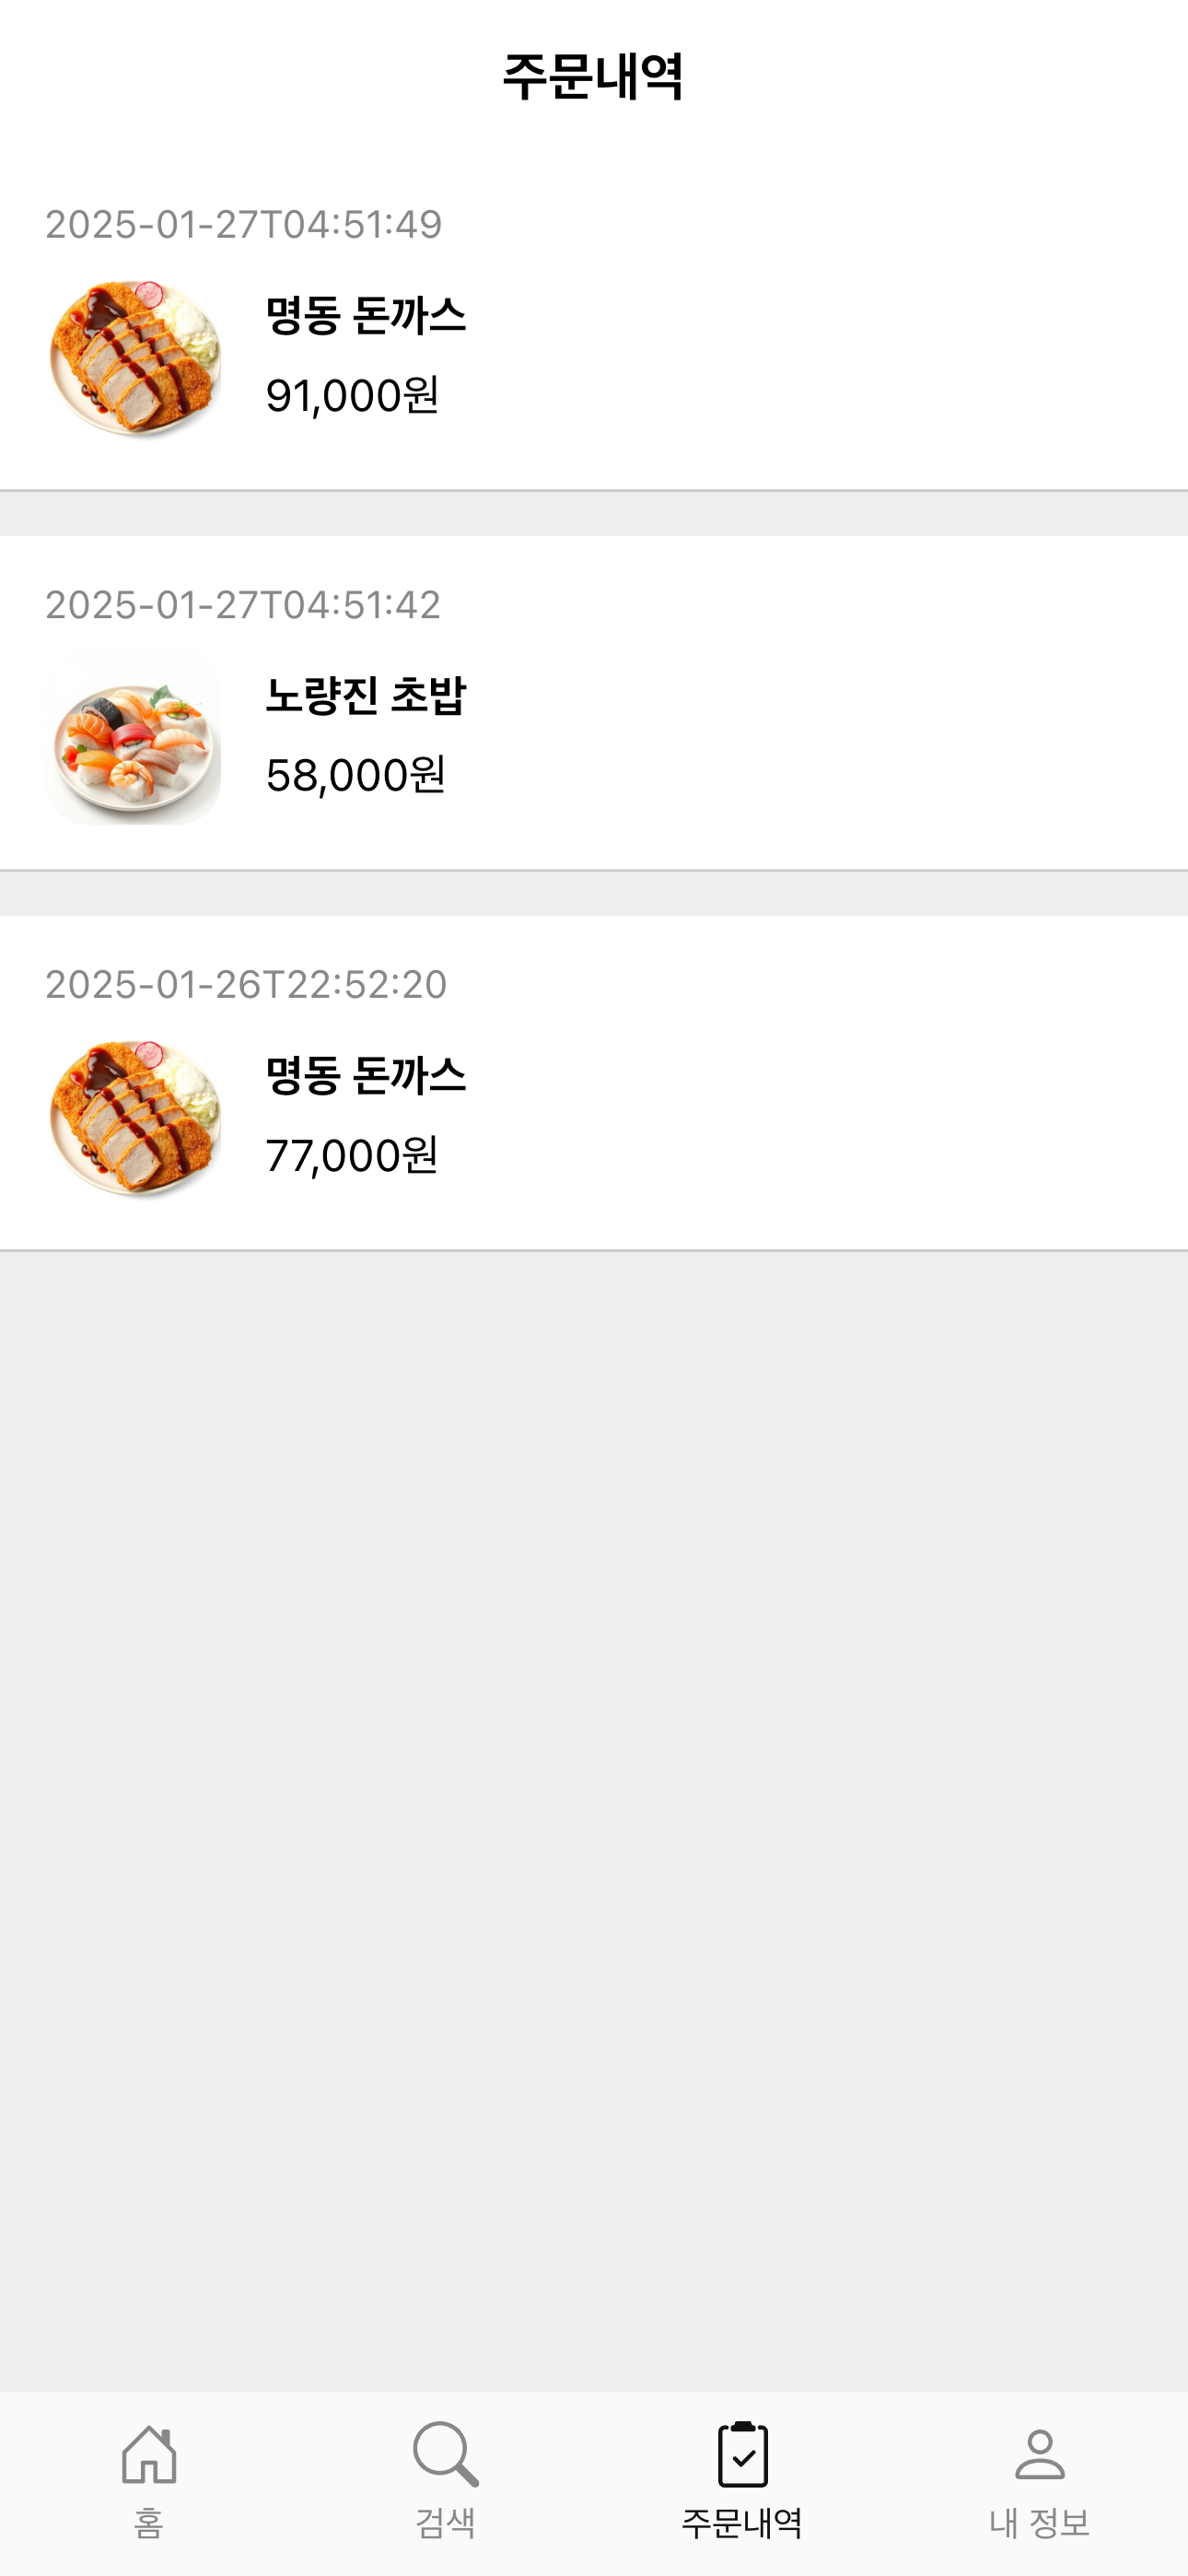 주문내역
2025-01-27T04:51:49
명동 돈까스
91,000원
2025-01-27T04:51:42
노량진 초밥
58,000원
2025-01-26T22:52:20
명동 돈까스
77,000원
홈 검색 주문내역 내 정보